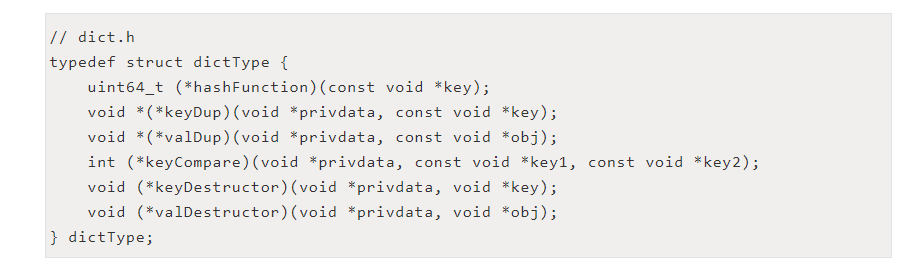 // dict.h
typedef struct dictType {
    uint64_t (*hashFunction)(const void *key);
    void *(*keyDup)(void *privdata, const void *key);
    void *(*valDup)(void *privdata, const void *obj);
    int (*keyCompare)(void *privdata, const void *key1, const void *key2);
    void (*keyDestructor)(void *privdata, void *key);
    void (*valDestructor)(void *privdata, void *obj);
} dictType;